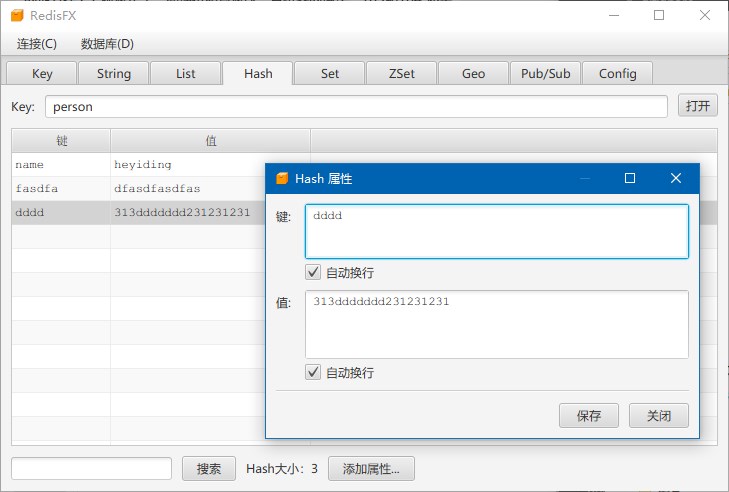 RedisFX
连接(C) 数据库(D)
Key String List Hash Set ZSet Geo Pub/Sub Config
Key: person 打开
键 值
name heyiding
fasdfa dfasdfasdfas
dddd 313ddddddd231231231
Hash 属性
键: dddd
自动换行
值: 313ddddddd231231231
自动换行
保存 关闭
搜索 Hash大小: 3 添加属性...